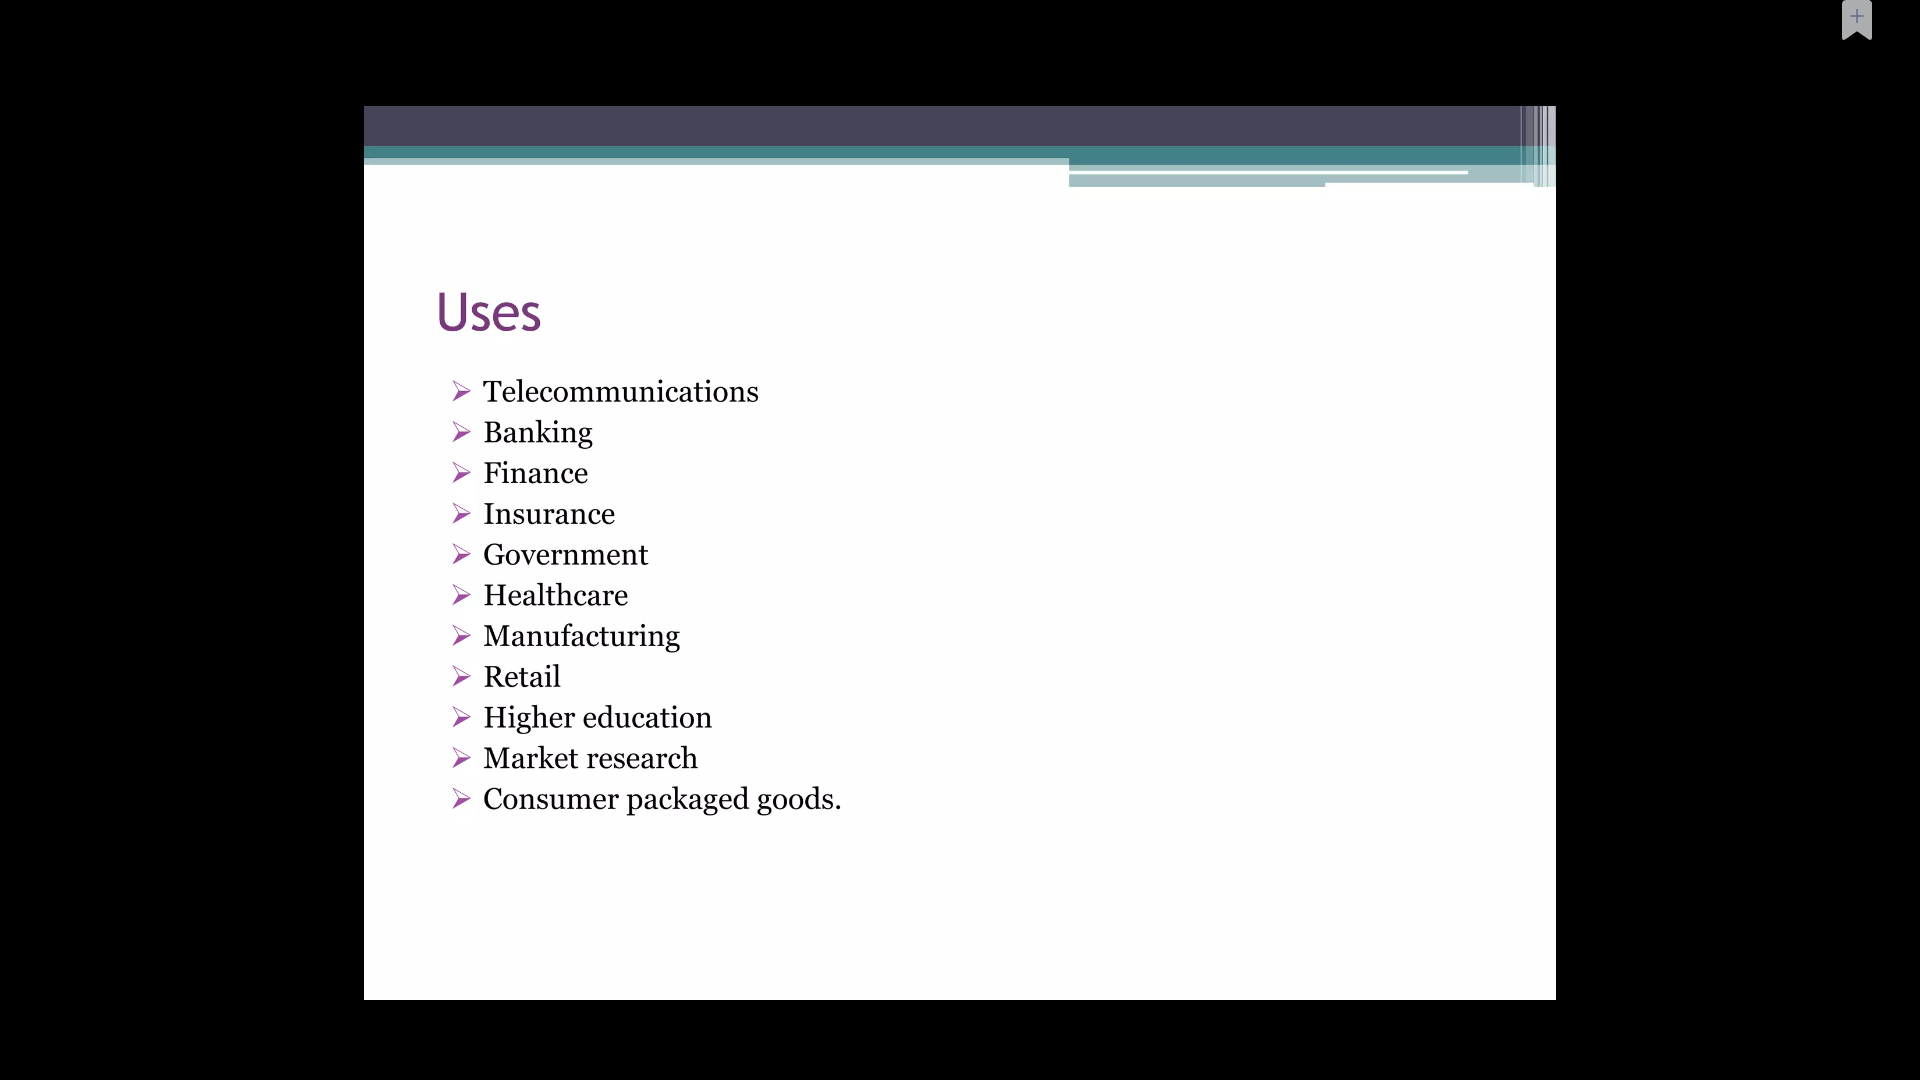 Uses
Telecommunications
Banking
Finance
Insurance
Government
Healthcare
Manufacturing
Retail
Higher education
Market research
Consumer packaged goods.